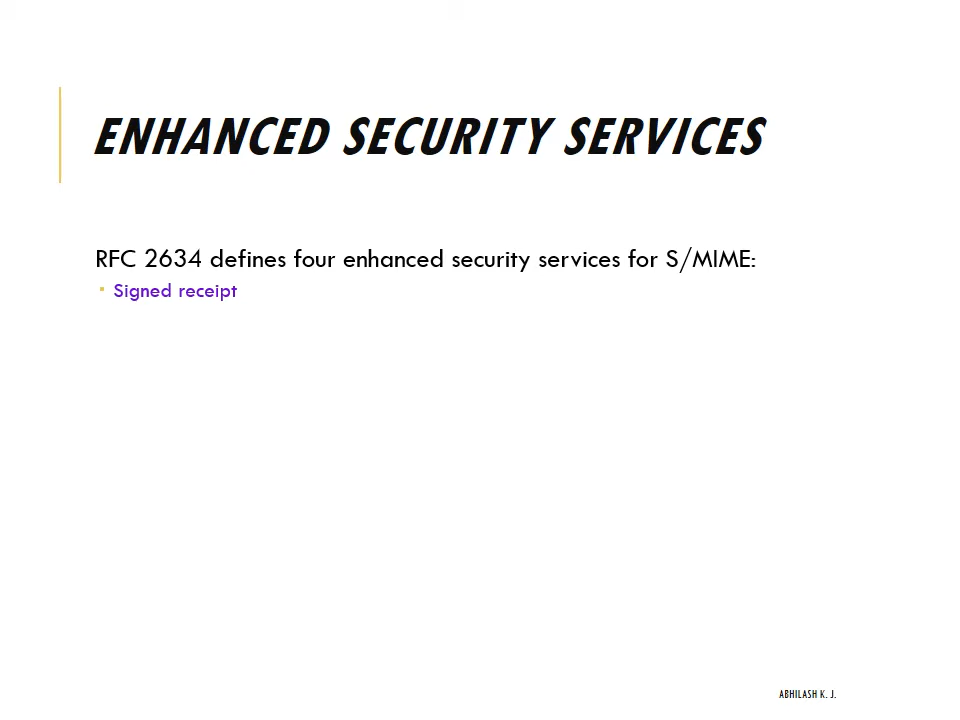 ENHANCED SECURITY SERVICES
RFC 2634 defines four enhanced security services for S/MIME:
Signed receipt
ABHILASH K. J.